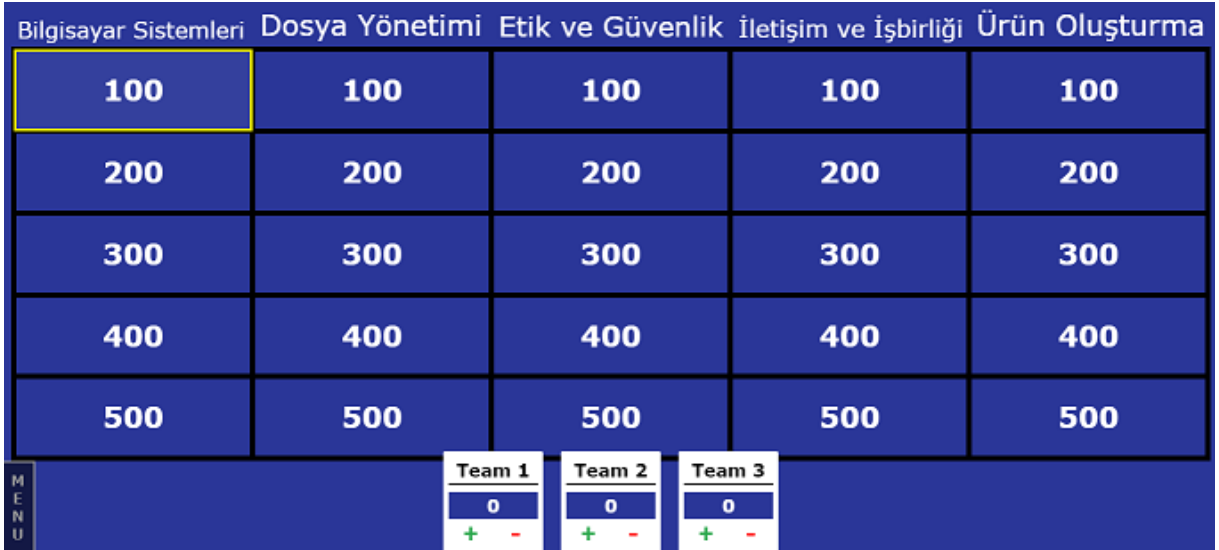 Bilgisayar Sistemleri Dosya Yönetimi Etik ve Güvenlik İletişim ve İşbirliği Ürün Oluşturma
100 100 100 100 100
200 200 200 200 200
300 300 300 300 300
400 400 400 400 400
500 500 500 500 500
MENU
Team 1 Team 2 Team 3
0 0 0
+ - + - + -